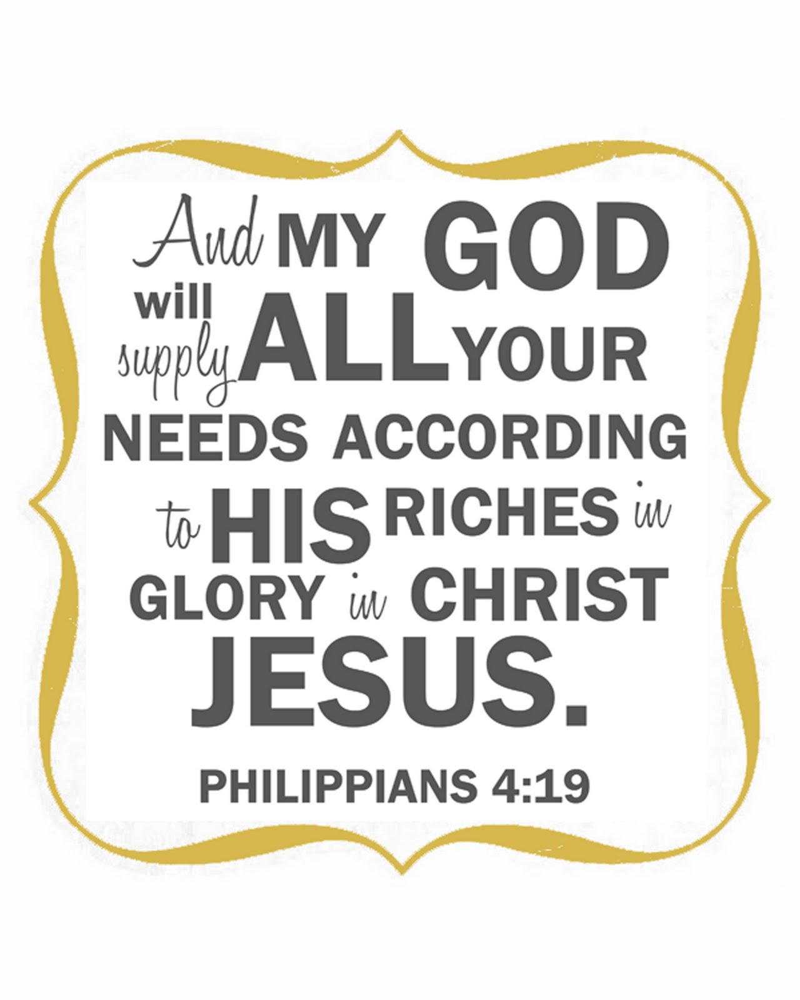 And MY GOD
will
supply ALL YOUR
NEEDS ACCORDING
to HIS RICHES in
GLORY in CHRIST
JESUS.
PHILIPPIANS 4:19